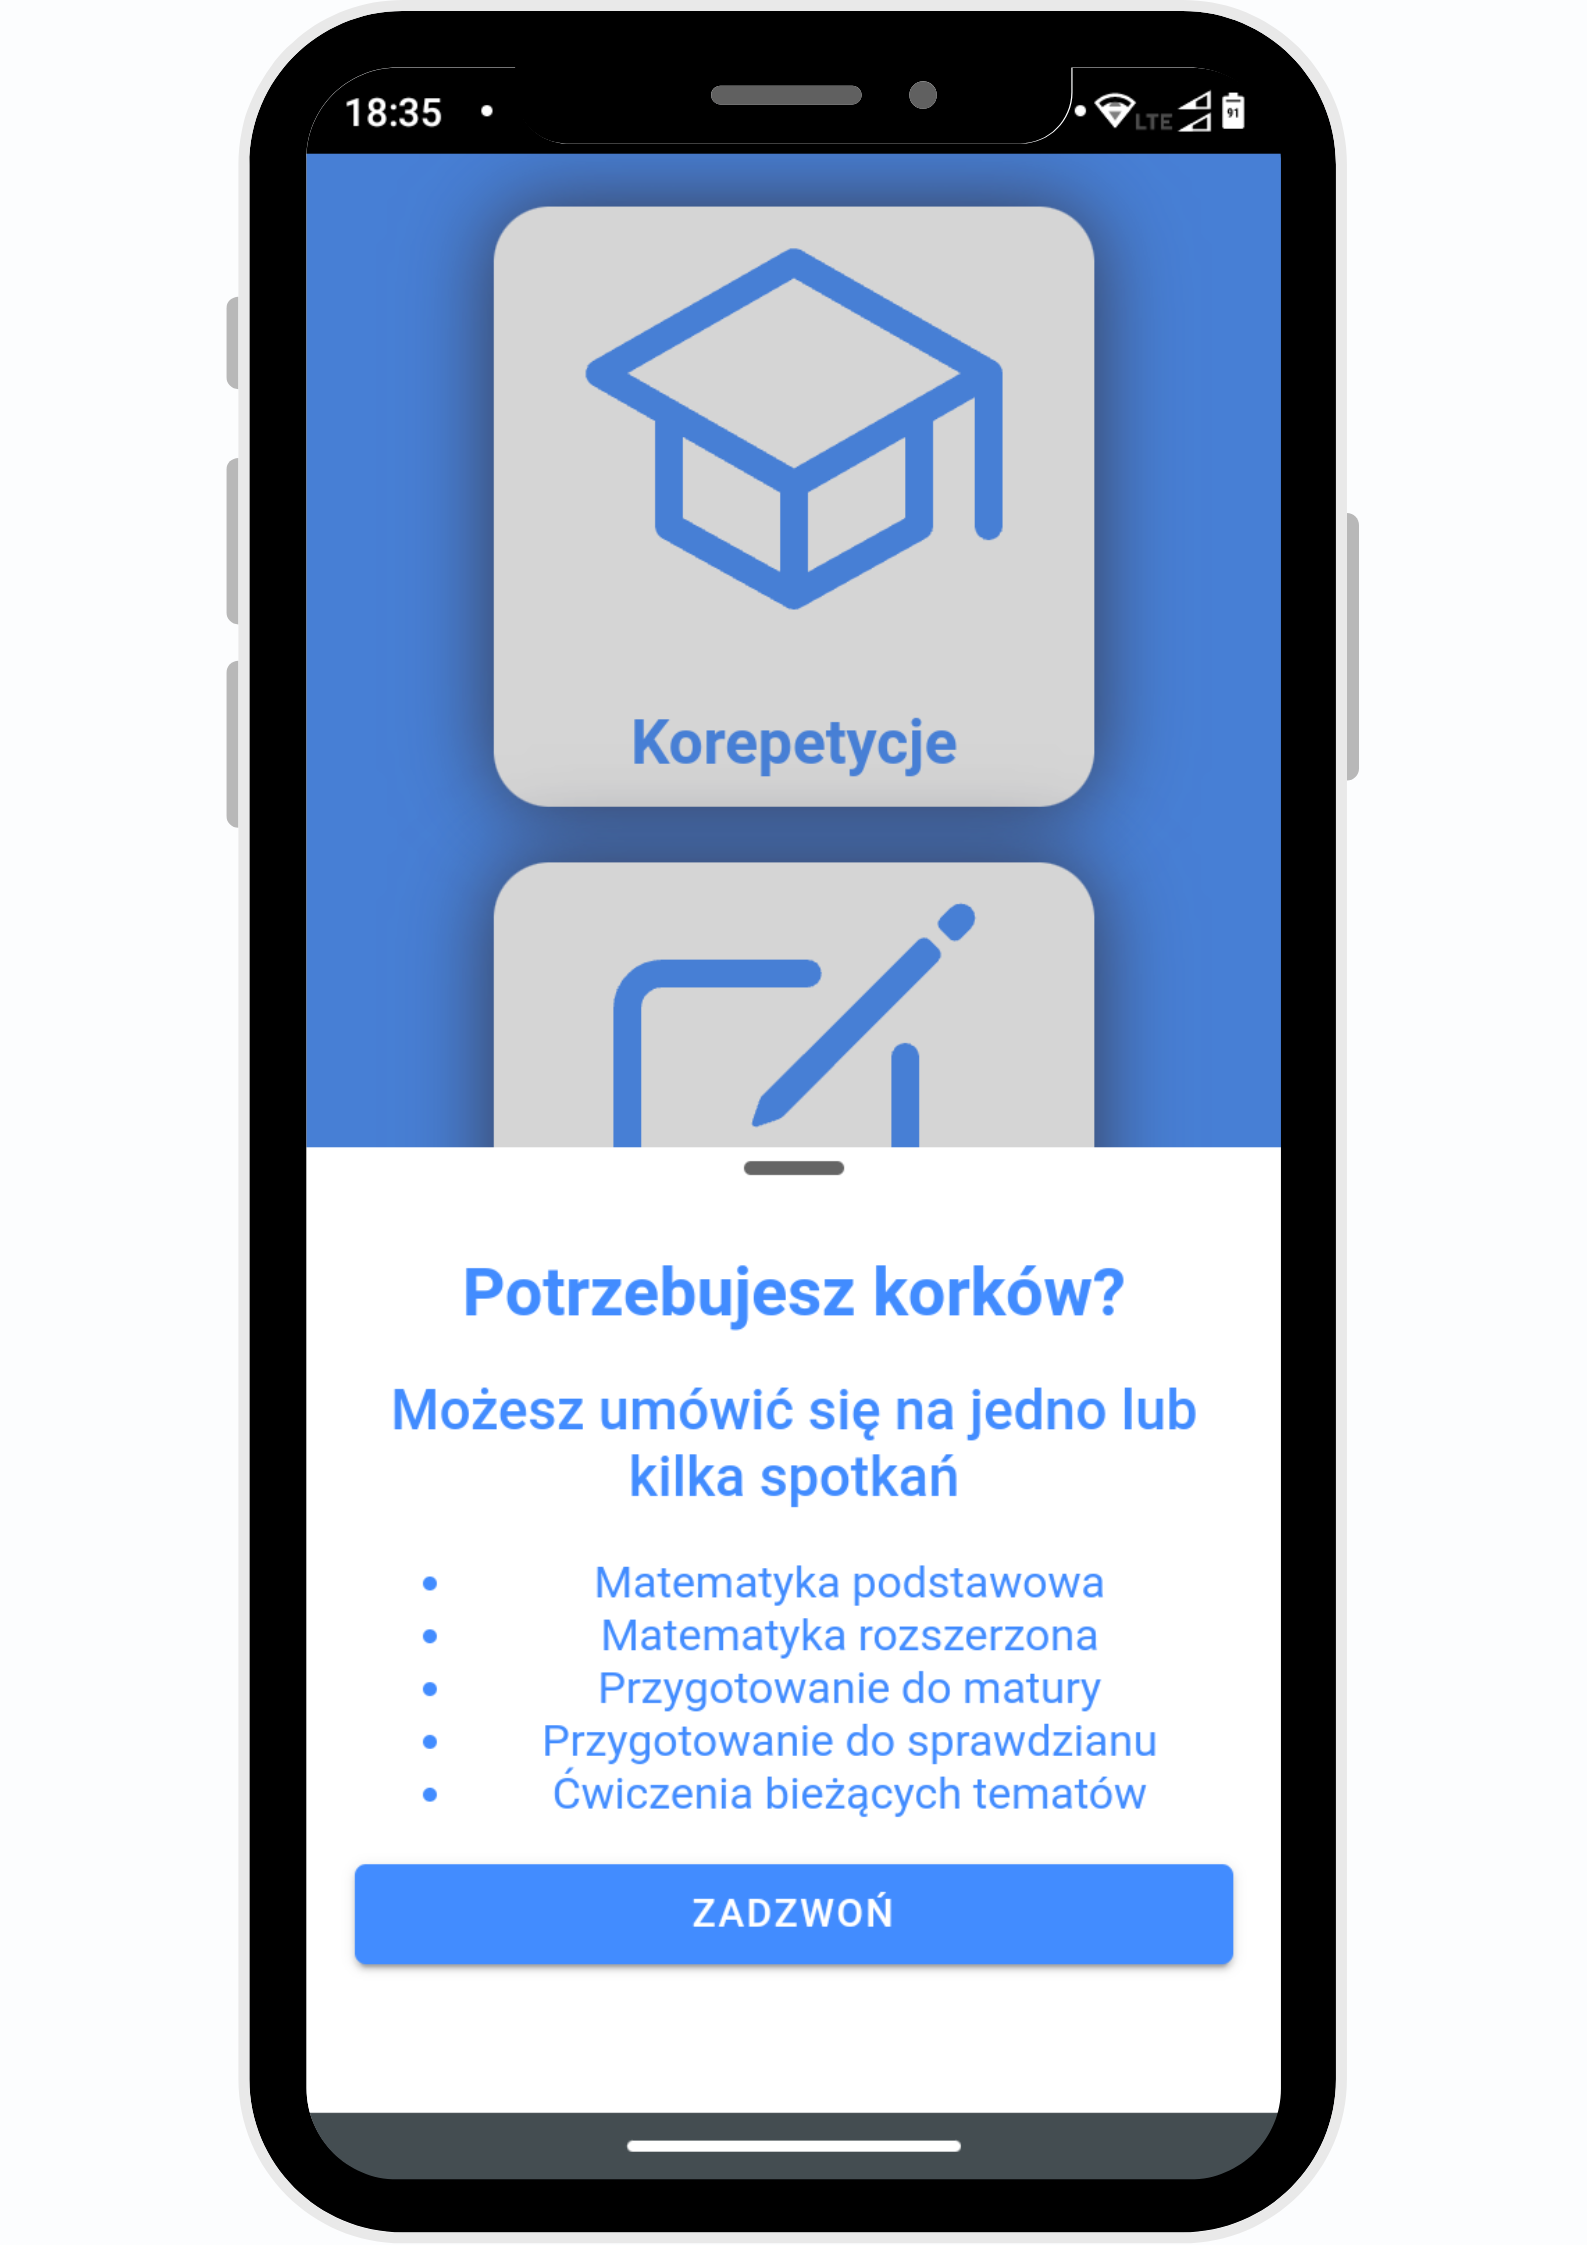 18:35
LTE
91
Korepetycje
Potrzebujesz korków?
Możesz umówić się na jedno lub
kilka spotkań
• Matematyka podstawowa
• Matematyka rozszerzona
• Przygotowanie do matury
• Przygotowanie do sprawdzianu
• Ćwiczenia bieżących tematów
ZADZWOŃ